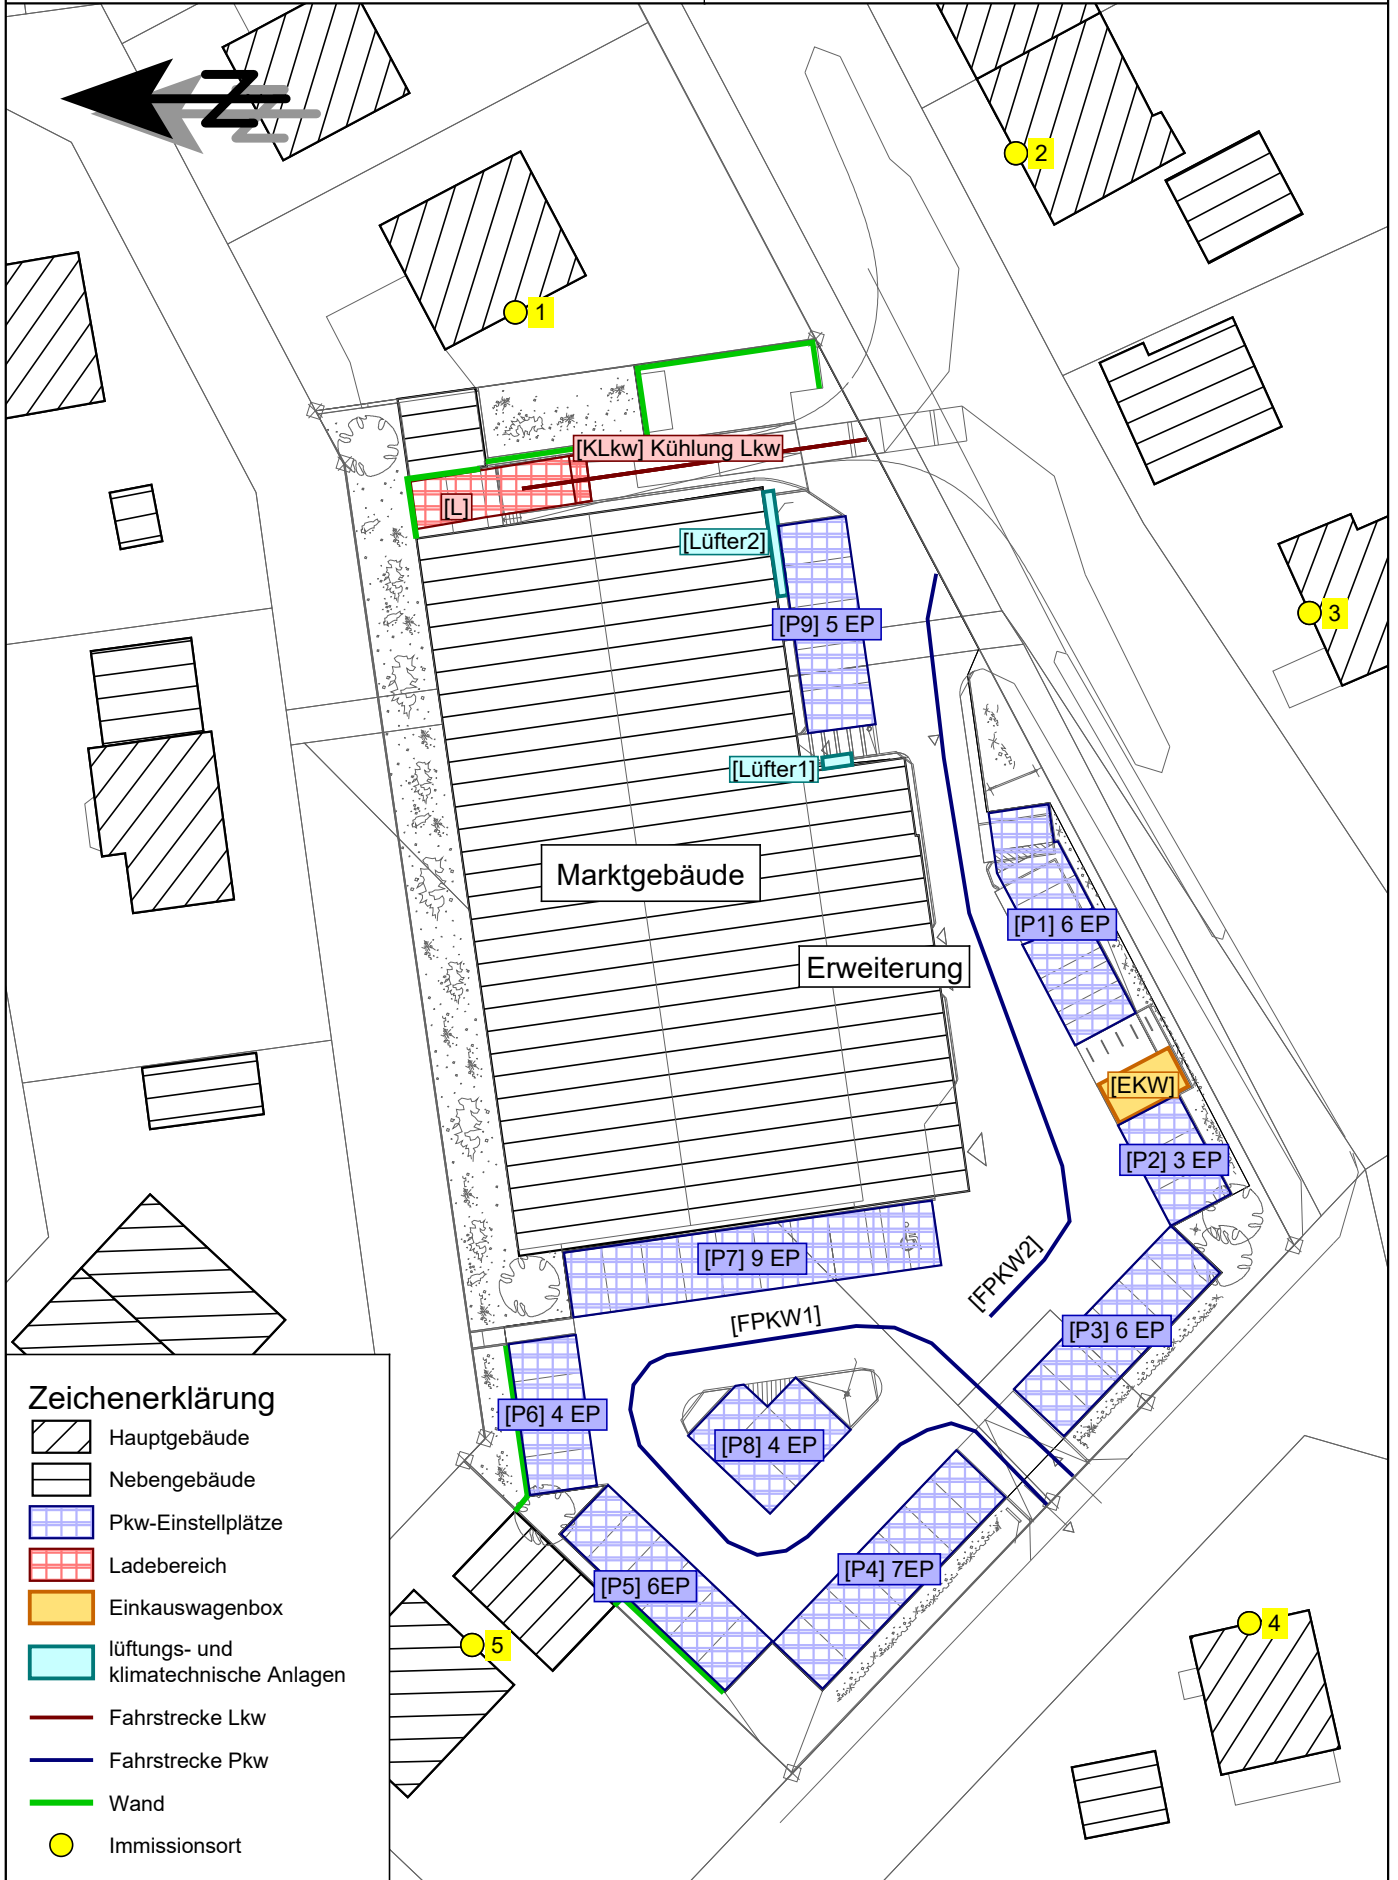 N
2
1
[KLkw] Kühlung Lkw
[L]
[Lüfter2]
3
[P9] 5 EP
[Lüfter1]
Marktgebäude
[P1] 6 EP
Erweiterung
[EKW]
[P2] 3 EP
[P7] 9 EP
[FPKW2]
[FPKW1]
[P3] 6 EP
[P6] 4 EP
[P8] 4 EP
[P4] 7EP
[P5] 6EP
4
5
Zeichenerklärung
Hauptgebäude
Nebengebäude
Pkw-Einstellplätze
Ladebereich
Einkauswagenbox
lüftungs- und
klimatechnische Anlagen
Fahrstrecke Lkw
Fahrstrecke Pkw
Wand
Immissionsort